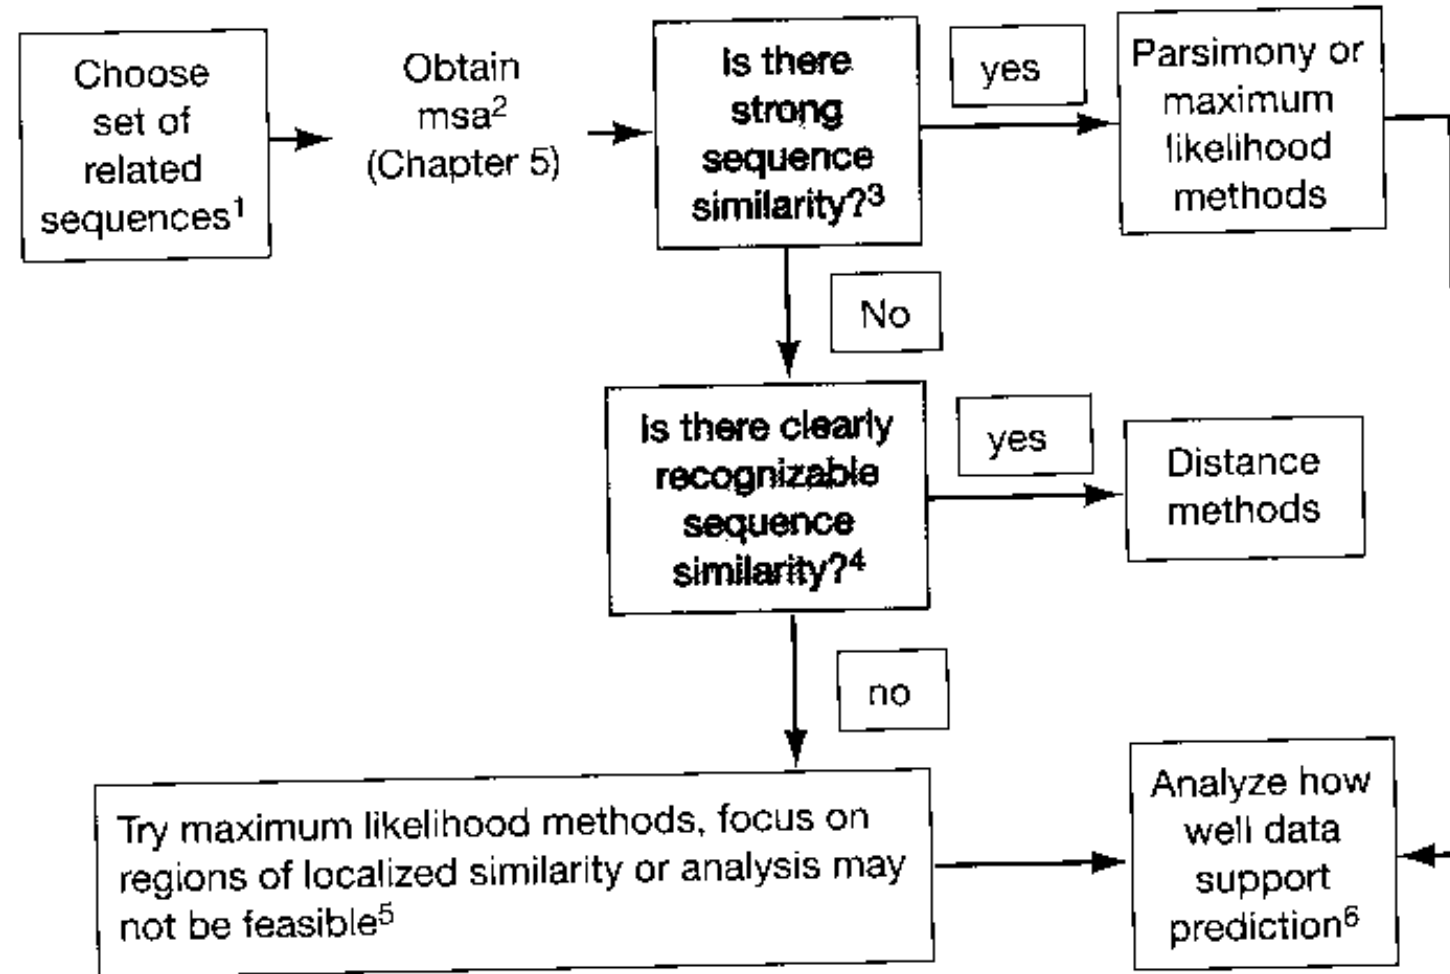 Choose
set of
related
sequences¹
Obtain
msa²
(Chapter 5)
Is there
strong
sequence
similarity?³
yes
Parsimony or
maximum
likelihood
methods
No
Is there clearly
recognizable
sequence
similarity?⁴
yes
Distance
methods
no
Try maximum likelihood methods, focus on
regions of localized similarity or analysis may
not be feasible⁵
Analyze how
well data
support
prediction⁶